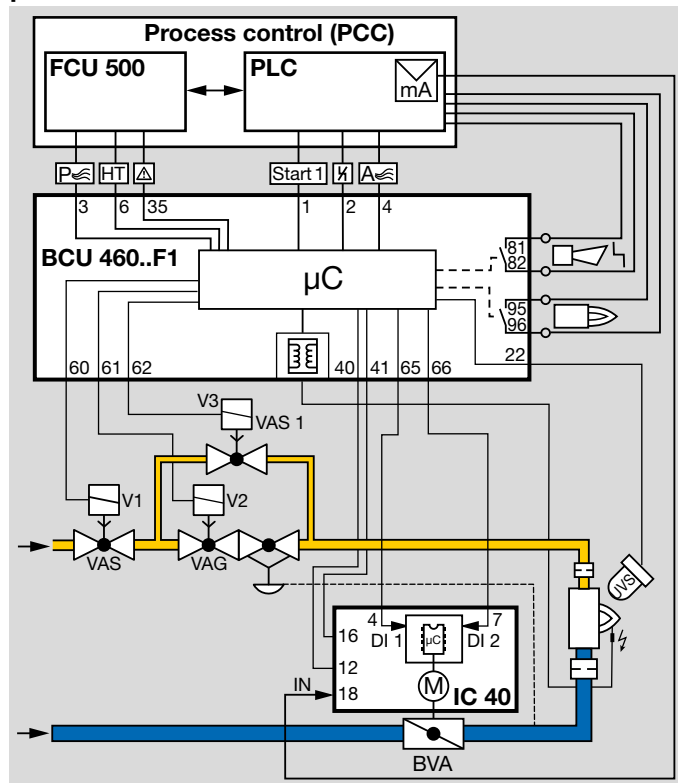 Process control (PCC)
FCU 500
PLC
mA
P
HT
Start 1
A
3
6
35
1
2
4
BCU 460..F1
µC
81
82
95
96
22
60
61
62
40
41
65
66
V3
VAS 1
V1
V2
VAS
VAG
UVS
4
7
16
DI 1
µC
DI 2
12
IN
18
M
IC 40
BVA